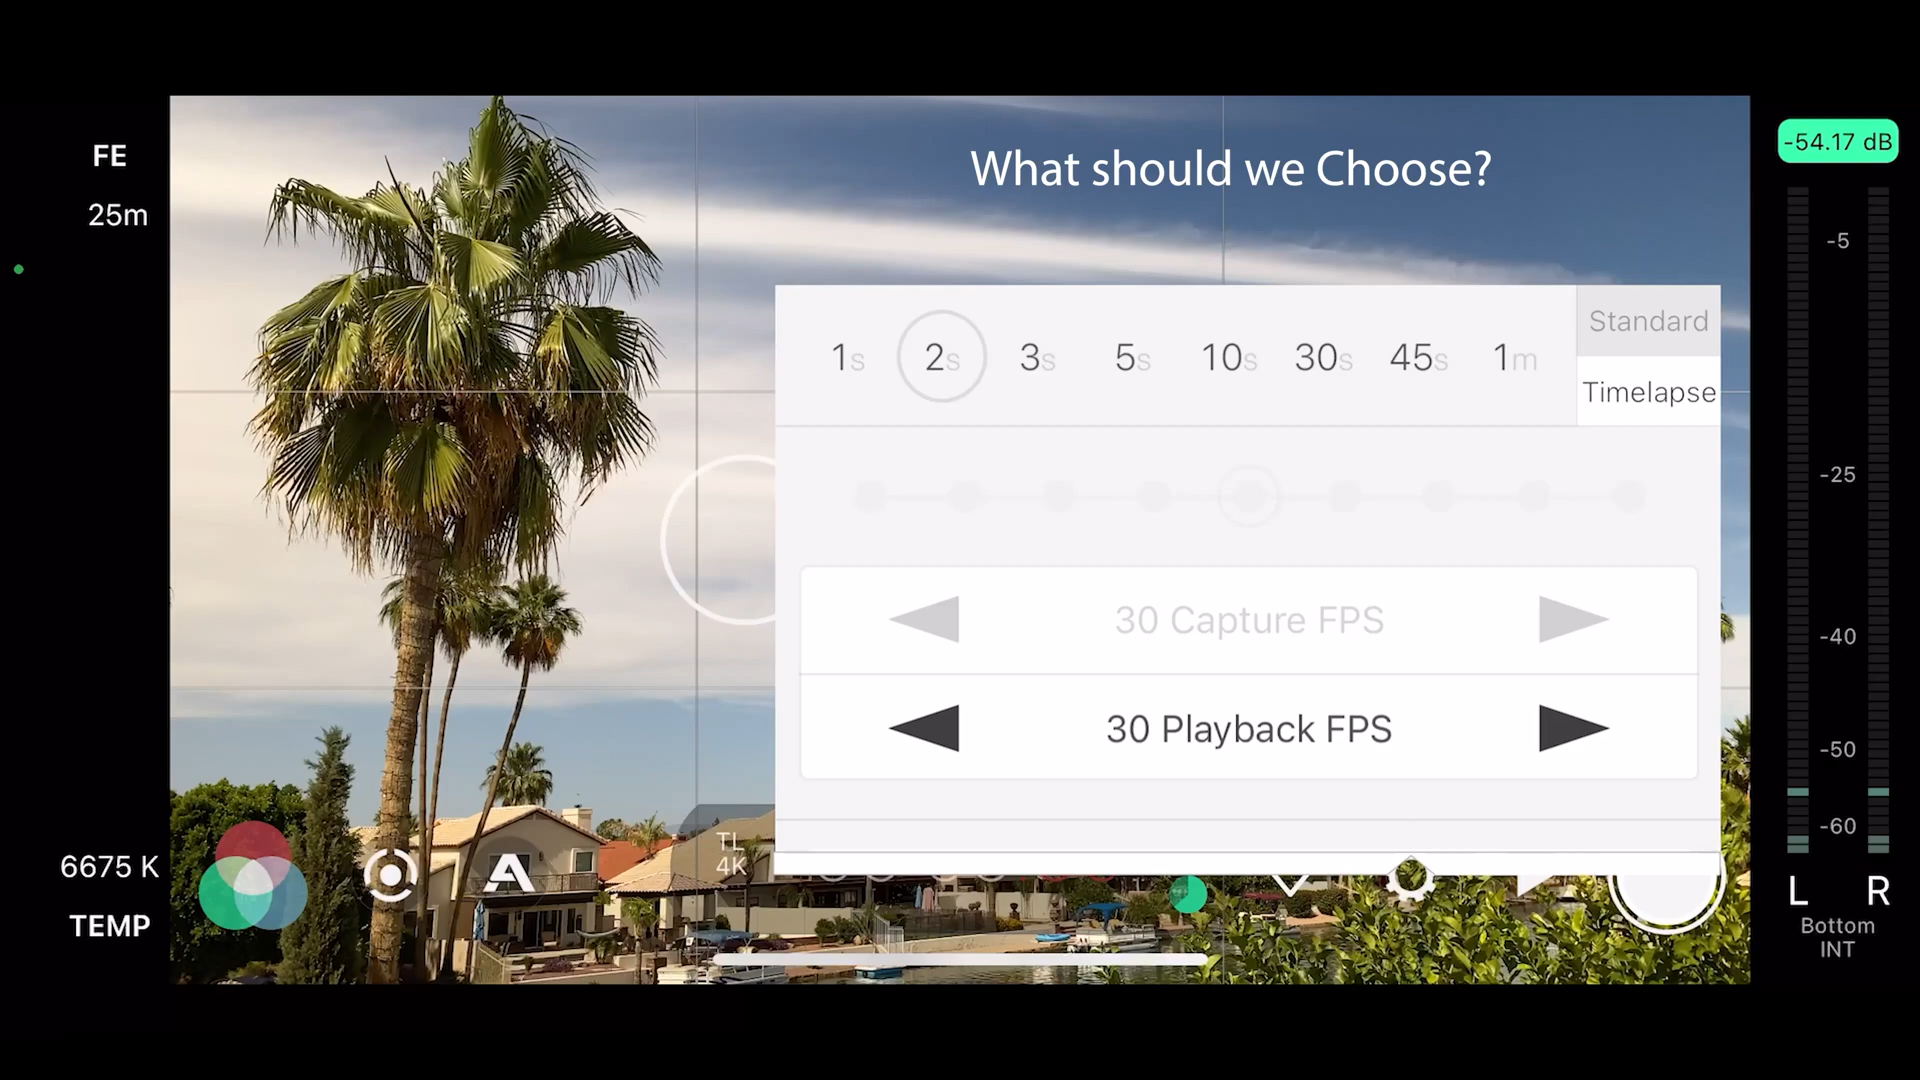 What should we Choose?
FE
25m
-54.17 dB
1s 2s 3s 5s 10s 30s 45s 1m
Standard
Timelapse
30 Capture FPS
30 Playback FPS
-5
-25
-40
-50
-60
L R
Bottom
INT
TL
4K
6675 K
TEMP